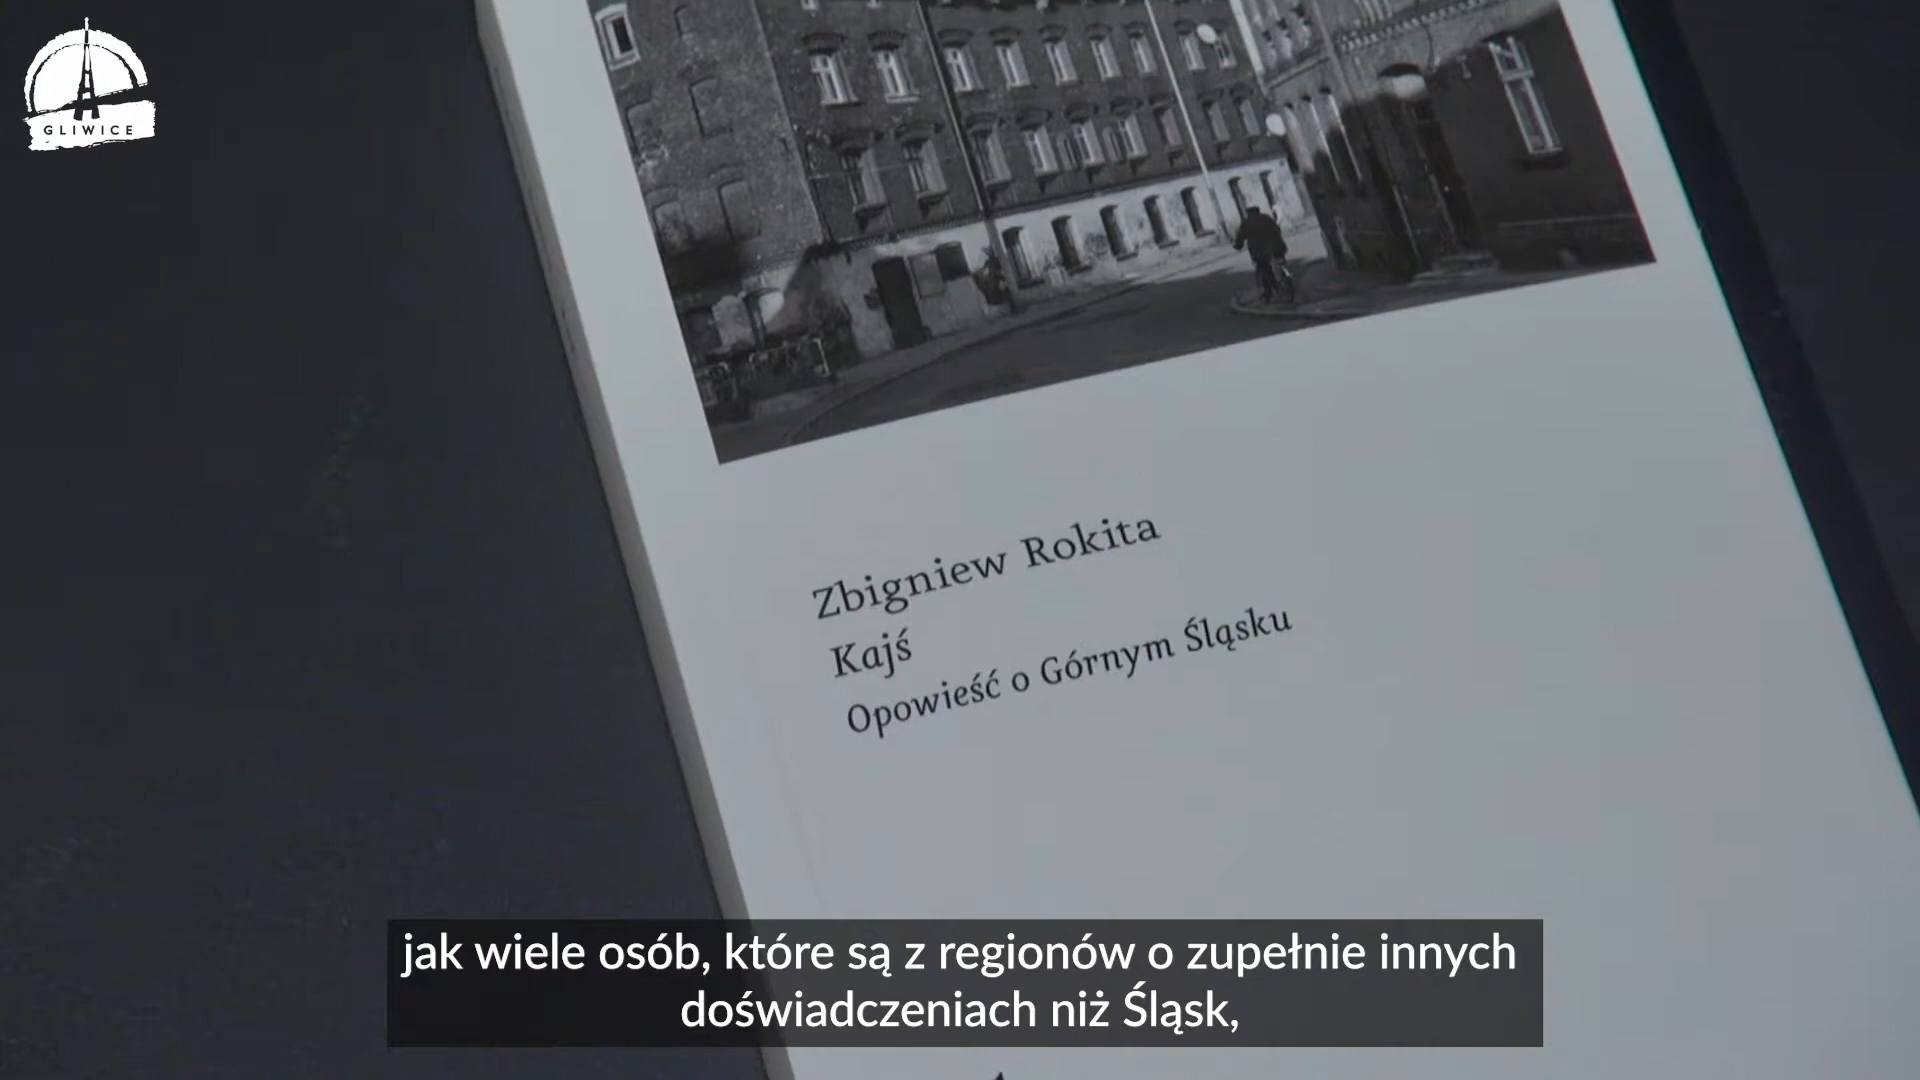 GLIWICE
Zbigniew Rokita
Kajś
Opowieść o Górnym Śląsku
jak wiele osób, które są z regionów o zupełnie innych
doświadczeniach niż Śląsk,